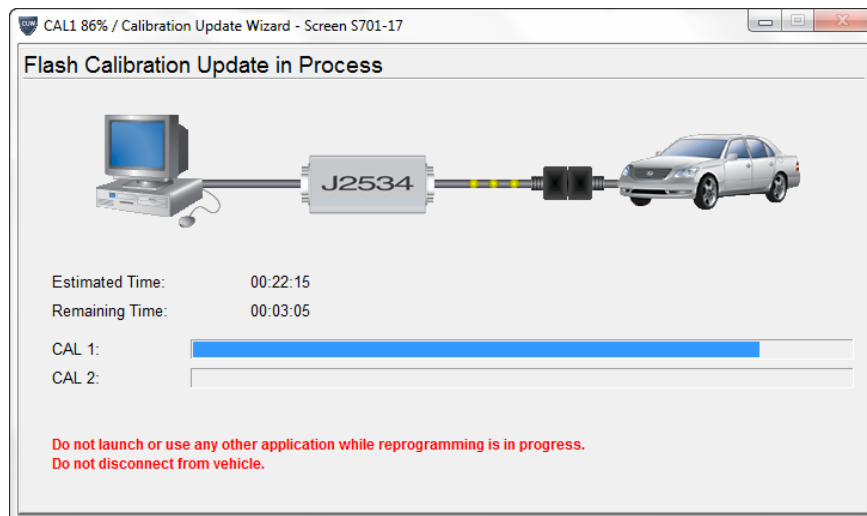 CUW CAL1 86% / Calibration Update Wizard - Screen S701-17
Flash Calibration Update in Process
J2534
Estimated Time: 00:22:15
Remaining Time: 00:03:05
CAL 1:
CAL 2:
Do not launch or use any other application while reprogramming is in progress.
Do not disconnect from vehicle.